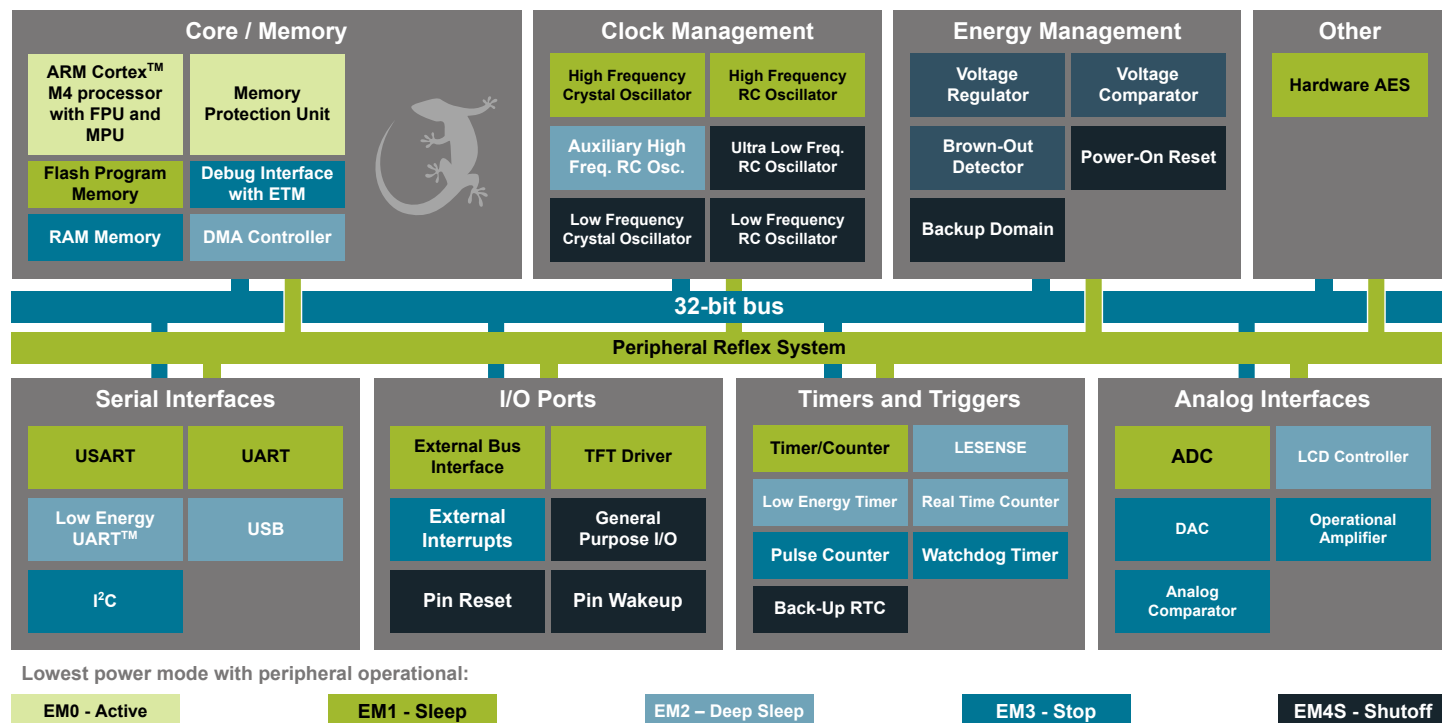 Core / Memory
ARM Cortex™
M4 processor
with FPU and
MPU
Memory
Protection Unit
Flash Program
Memory
Debug Interface
with ETM
RAM Memory
DMA Controller
Clock Management
High Frequency
Crystal Oscillator
High Frequency
RC Oscillator
Auxiliary High
Freq. RC Osc.
Ultra Low Freq.
RC Oscillator
Low Frequency
Crystal Oscillator
Low Frequency
RC Oscillator
Energy Management
Voltage
Regulator
Voltage
Comparator
Brown-Out
Detector
Power-On Reset
Backup Domain
Other
Hardware AES
32-bit bus
Peripheral Reflex System
Serial Interfaces
USART
UART
Low Energy
UART™
USB
I²C
I/O Ports
External Bus
Interface
TFT Driver
External
Interrupts
General
Purpose I/O
Pin Reset
Pin Wakeup
Timers and Triggers
Timer/Counter
LESENSE
Low Energy Timer
Real Time Counter
Pulse Counter
Watchdog Timer
Back-Up RTC
Analog Interfaces
ADC
LCD Controller
DAC
Operational
Amplifier
Analog
Comparator
Lowest power mode with peripheral operational:
EM0 - Active
EM1 - Sleep
EM2 – Deep Sleep
EM3 - Stop
EM4S - Shutoff